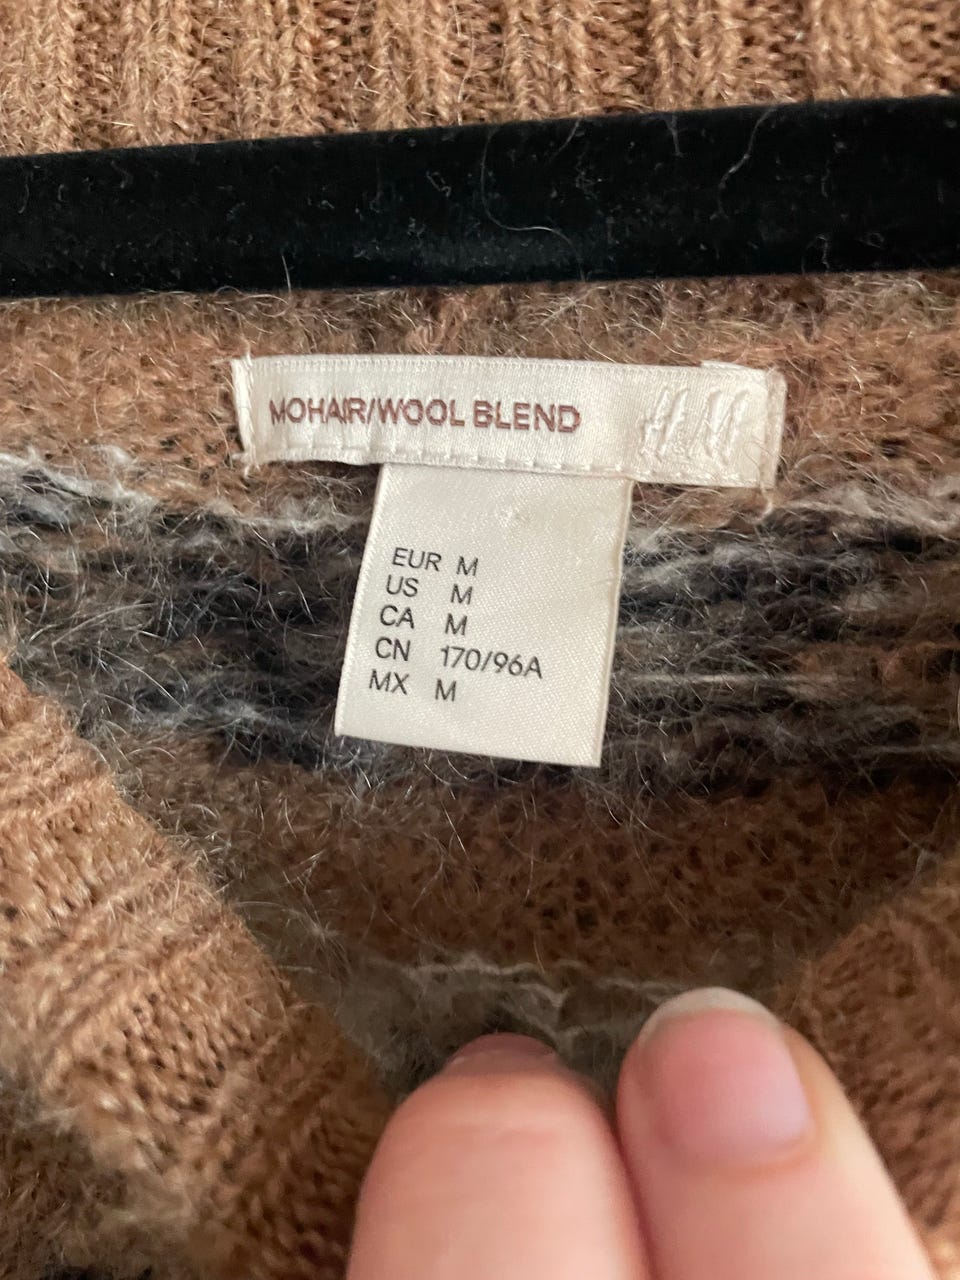 MOHAIR/WOOL BLEND H&M
EUR M
US M
CA M
CN 170/96A
MX M